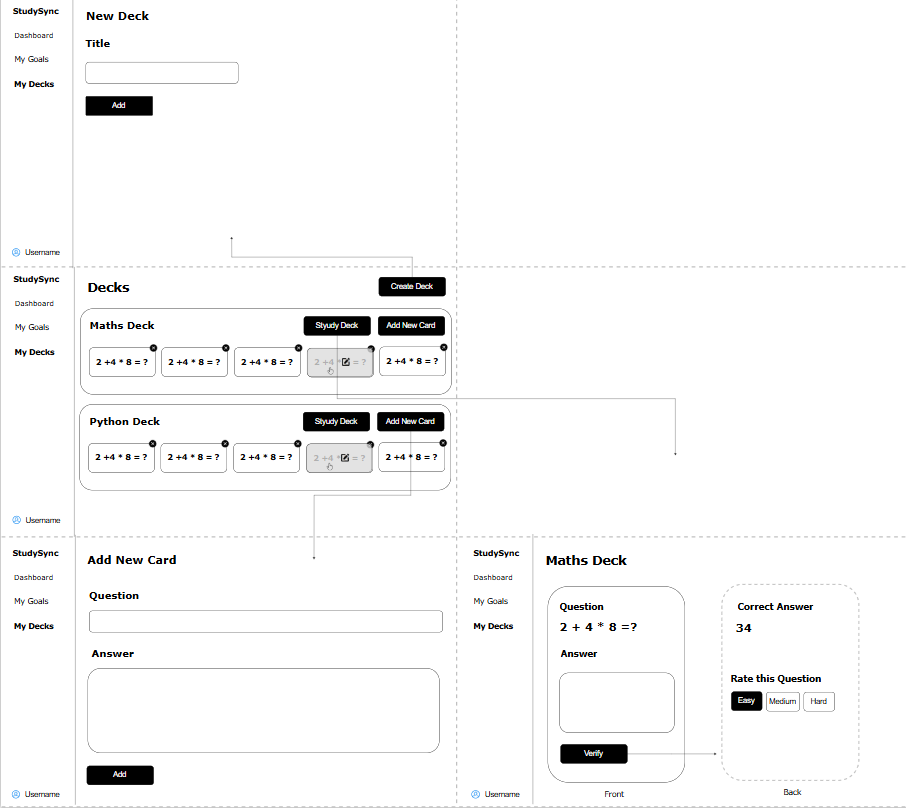 StudySync
Dashboard
My Goals
My Decks
Username
New Deck
Title
Add
StudySync
Dashboard
My Goals
My Decks
Username
Decks
Create Deck
Maths Deck
Styudy Deck
Add New Card
2 +4 * 8 = ?
2 +4 * 8 = ?
2 +4 * 8 = ?
2 +4 * = ?
2 +4 * 8 = ?
Python Deck
Styudy Deck
Add New Card
2 +4 * 8 = ?
2 +4 * 8 = ?
2 +4 * 8 = ?
2 +4 * = ?
2 +4 * 8 = ?
StudySync
Dashboard
My Goals
My Decks
Username
Add New Card
Question
Answer
Add
StudySync
Dashboard
My Goals
My Decks
Username
Maths Deck
Question
2 + 4 * 8 =?
Answer
Verify
Front
Correct Answer
34
Rate this Question
Easy
Medium
Hard
Back